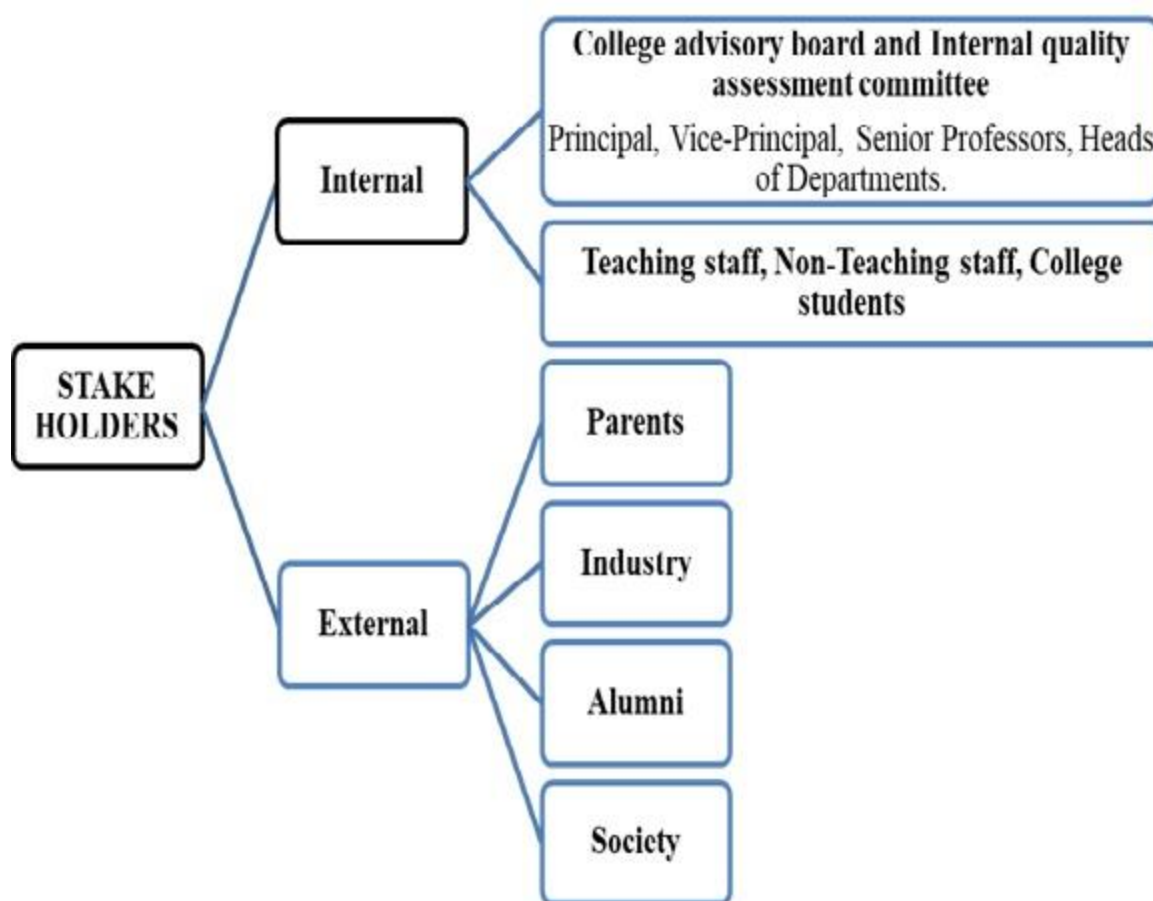 College advisory board and Internal quality
assessment committee
Principal, Vice-Principal, Senior Professors, Heads
of Departments.
Internal
Teaching staff, Non-Teaching staff, College
students
STAKE
HOLDERS
Parents
Industry
External
Alumni
Society